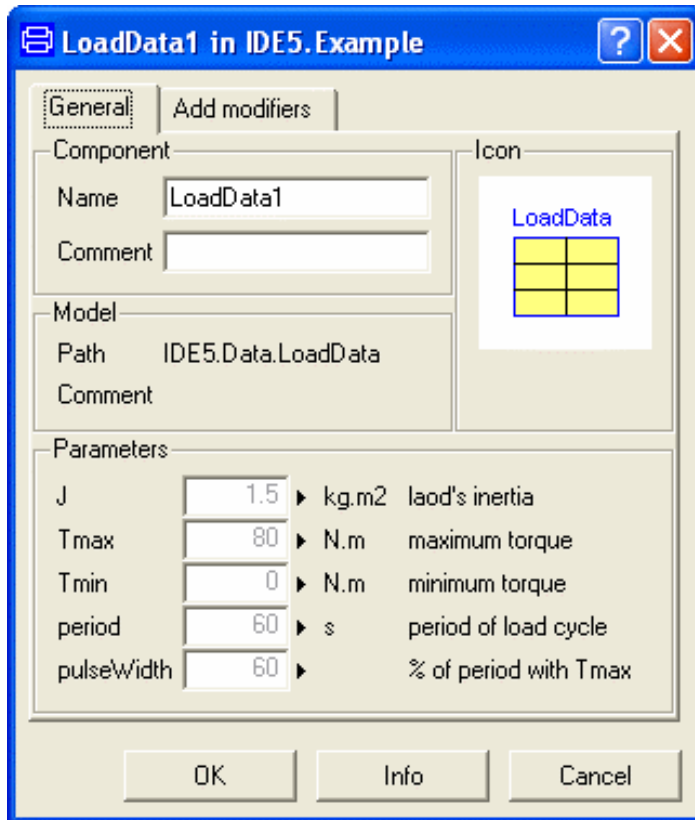 LoadData1 in IDE5.Example
General Add modifiers
Component
Name LoadData1
Comment
Icon
LoadData
Model
Path IDE5.Data.LoadData
Comment
Parameters
J 1.5 kg.m2 laod's inertia
Tmax 80 N.m maximum torque
Tmin 0 N.m minimum torque
period 60 s period of load cycle
pulseWidth 60 % of period with Tmax
OK Info Cancel